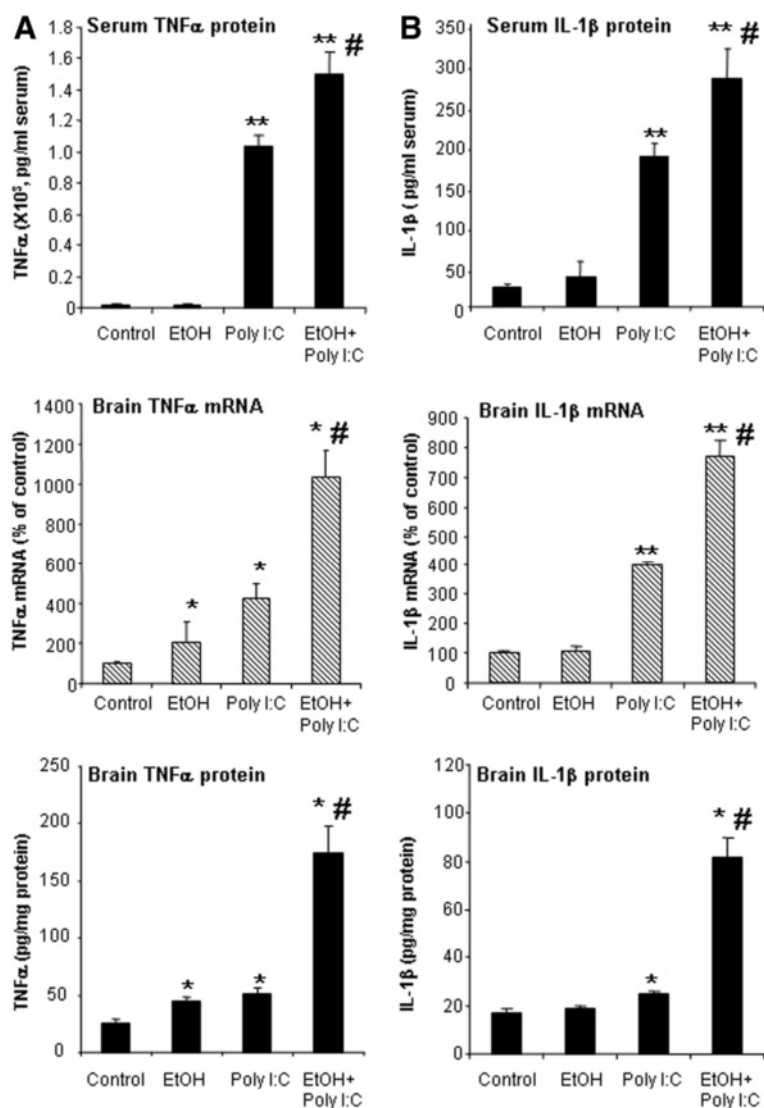 A
Serum TNFα protein
TNFα (X10³, pg/ml serum)
1.8
1.6
1.4
1.2
1.0
0.8
0.6
0.4
0.2
0
**
** #
Control EtOH Poly I:C EtOH+
Poly I:C
B
Serum IL-1β protein
IL-1β ( pg/ml serum)
350
300
250
200
150
100
50
0
**
** #
Control EtOH Poly I:C EtOH+
Poly I:C
Brain TNFα mRNA
TNFα mRNA (% of control)
1400
1200
1000
800
600
400
200
0
*
*
* #
Control EtOH Poly I:C EtOH+
Poly I:C
Brain IL-1β mRNA
IL-1β mRNA (% of control)
900
800
700
600
500
400
300
200
100
0
**
** #
Control EtOH Poly I:C EtOH+
Poly I:C
Brain TNFα protein
TNFα (pg/mg protein)
250
200
150
100
50
0
*
*
* #
Control EtOH Poly I:C EtOH+
Poly I:C
Brain IL-1β protein
IL-1β (pg/mg protein)
120
100
80
60
40
20
0
*
* #
Control EtOH Poly I:C EtOH+
Poly I:C